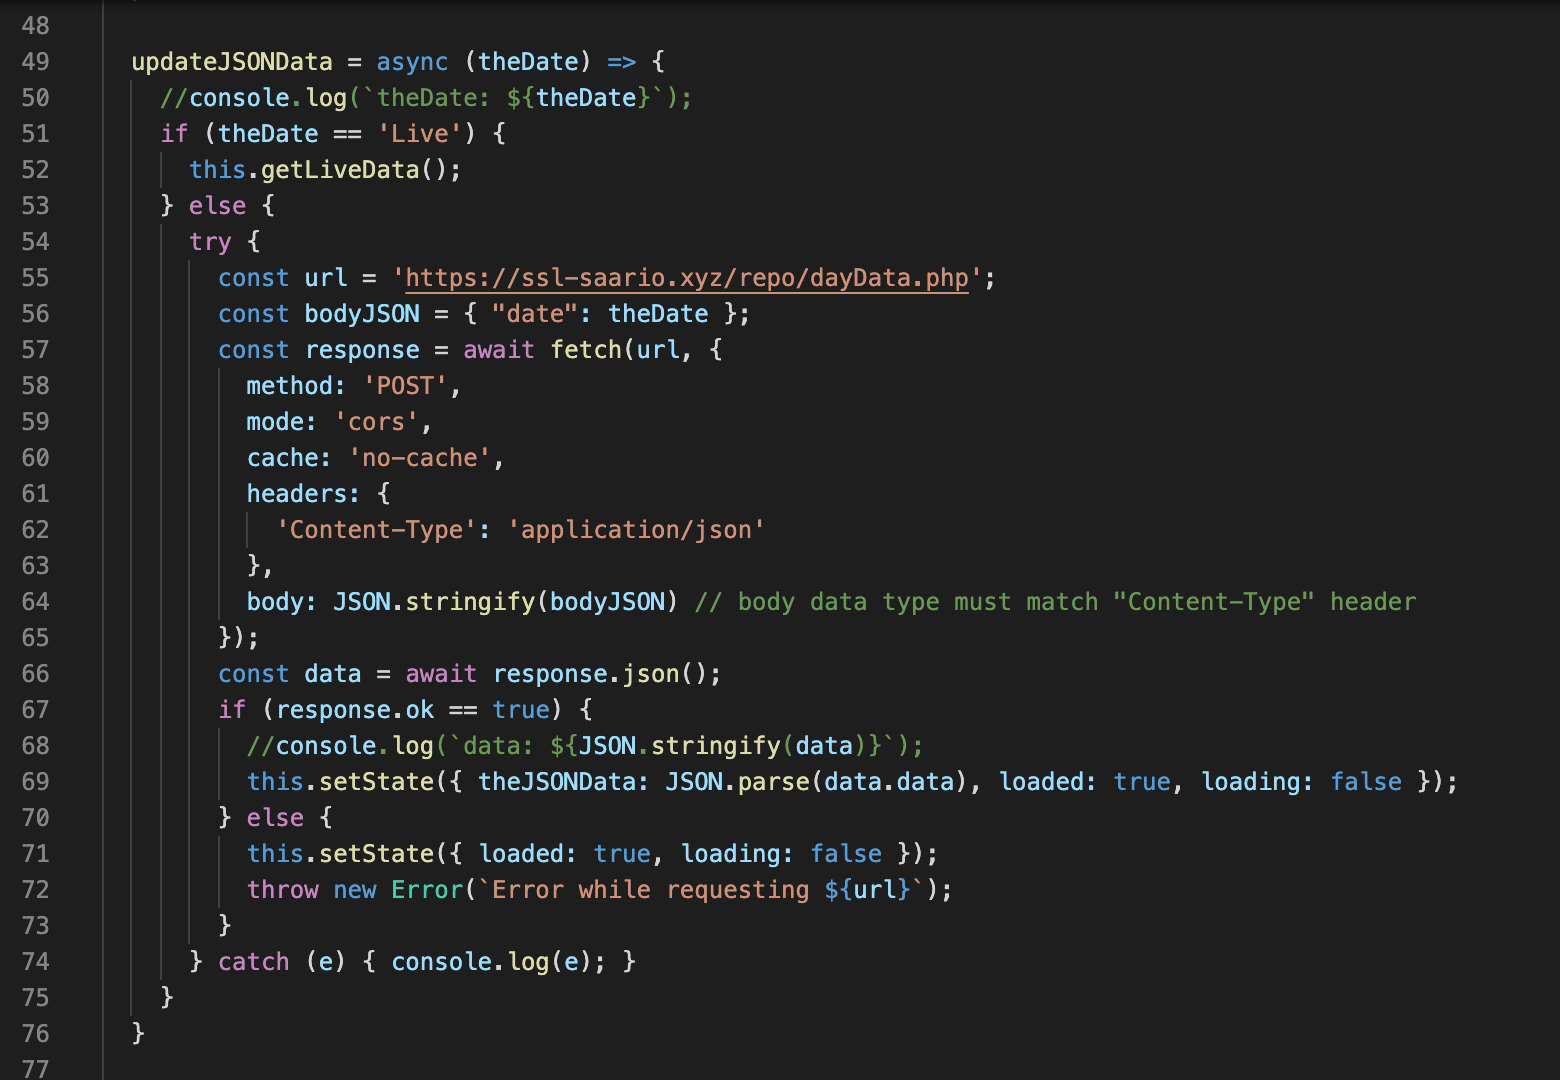 48
49 updateJSONData = async (theDate) => {
50 //console.log(`theDate: ${theDate}`);
51 if (theDate == 'Live') {
52 this.getLiveData();
53 } else {
54 try {
55 const url = 'https://ssl-saario.xyz/repo/dayData.php';
56 const bodyJSON = { "date": theDate };
57 const response = await fetch(url, {
58 method: 'POST',
59 mode: 'cors',
60 cache: 'no-cache',
61 headers: {
62 'Content-Type': 'application/json'
63 },
64 body: JSON.stringify(bodyJSON) // body data type must match "Content-Type" header
65 });
66 const data = await response.json();
67 if (response.ok == true) {
68 //console.log(`data: ${JSON.stringify(data)}`);
69 this.setState({ theJSONData: JSON.parse(data.data), loaded: true, loading: false });
70 } else {
71 this.setState({ loaded: true, loading: false });
72 throw new Error(`Error while requesting ${url}`);
73 }
74 } catch (e) { console.log(e); }
75 }
76 }
77